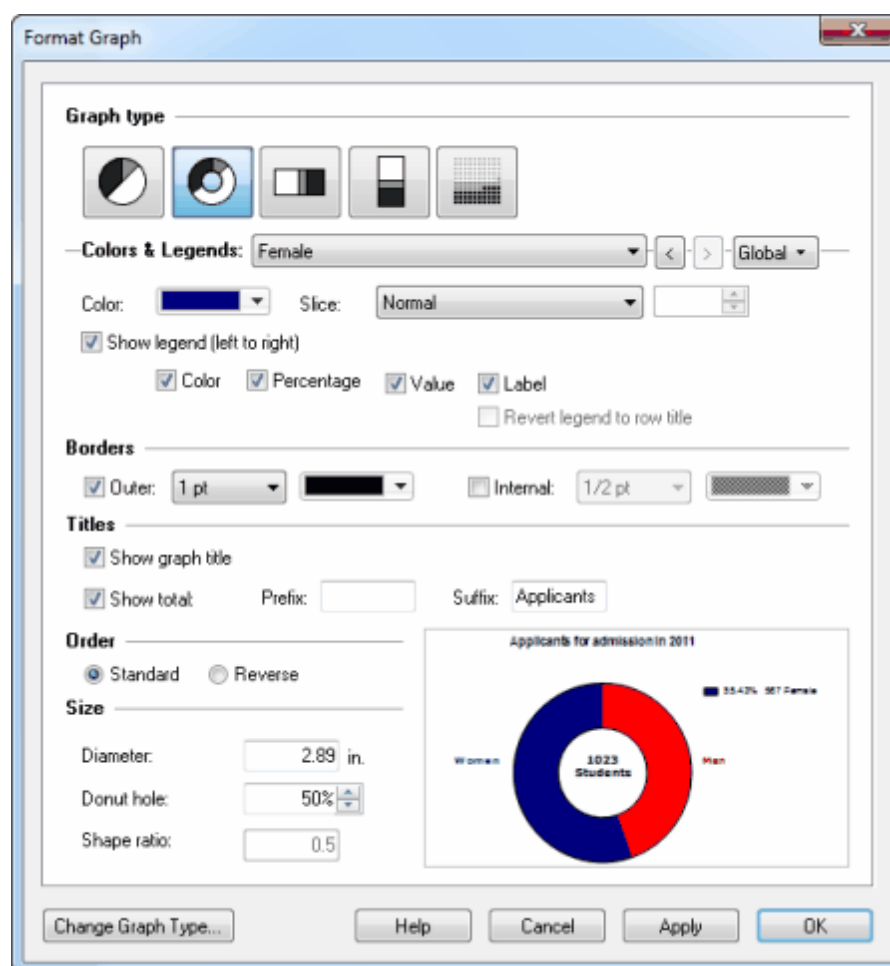 Format Graph
Graph type
Colors & Legends: Female < > Global
Color: Slice: Normal
Show legend (left to right)
Color Percentage Value Label
Revert legend to row title
Borders
Outer: 1 pt Internal: 1/2 pt
Titles
Show graph title
Show total: Prefix: Suffix: Applicants
Order
Standard Reverse
Size
Diameter: 2.89 in.
Donut hole: 50%
Shape ratio: 0.5
Applicants for admission in 2011
Female
Women
1023
Students
Men
Change Graph Type... Help Cancel Apply OK